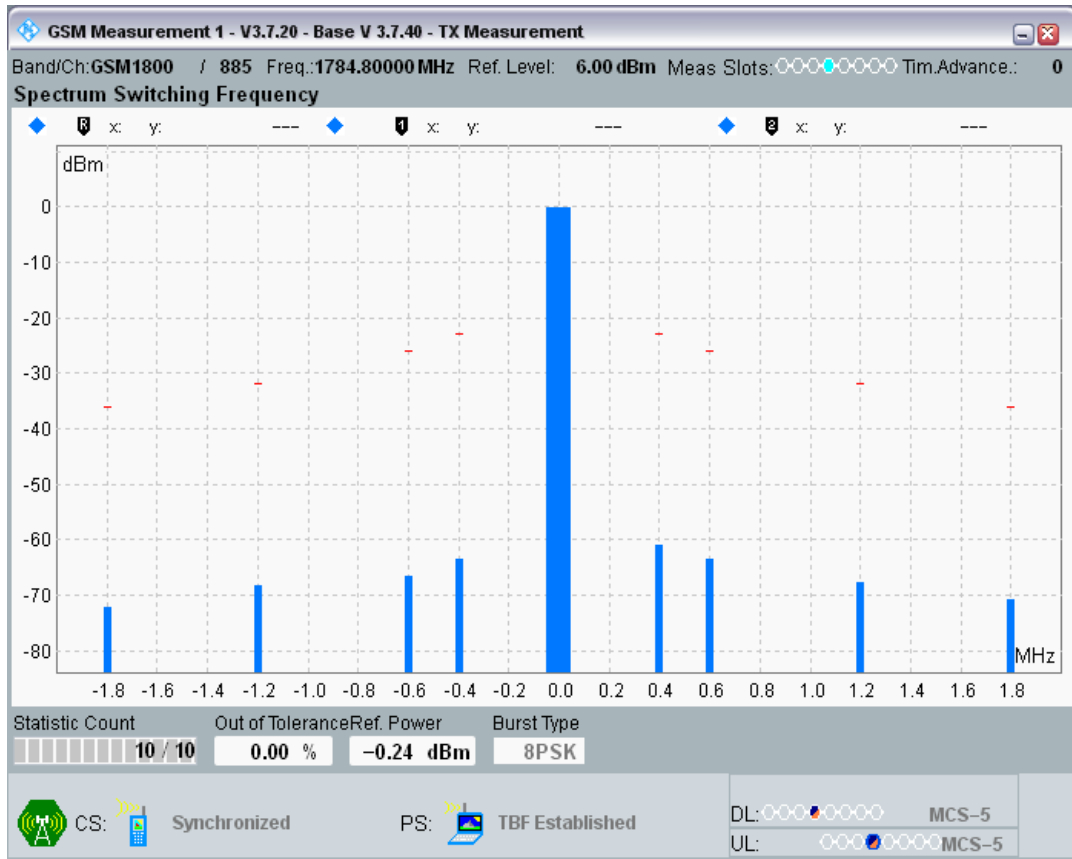 GSM Measurement 1 - V3.7.20 - Base V 3.7.40 - TX Measurement
Band/Ch:GSM1800 / 885 Freq.:1784.80000 MHz Ref. Level: 6.00 dBm Meas Slots: Tim.Advance.: 0
Spectrum Switching Frequency
R x: y: --- 1 x: y: --- 2 x: y: ---
dBm
0
-10
-20
-30
-40
-50
-60
-70
-80
MHz
-1.8 -1.6 -1.4 -1.2 -1.0 -0.8 -0.6 -0.4 -0.2 0.0 0.2 0.4 0.6 0.8 1.0 1.2 1.4 1.6 1.8
Statistic Count Out of Tolerance Ref. Power Burst Type
10 / 10 0.00 % −0.24 dBm 8PSK
CS: Synchronized PS: TBF Established
DL: MCS−5
UL: MCS−5